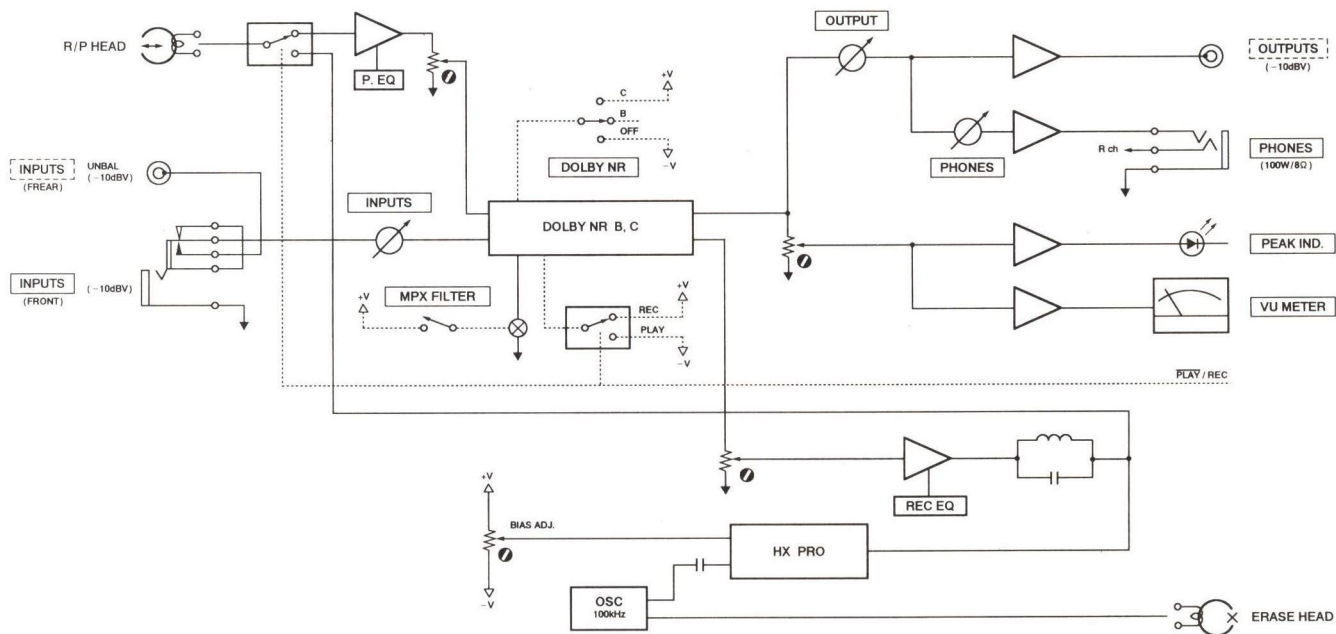 R/P HEAD
P. EQ
OUTPUT
OUTPUTS
(−10dBV)
+V
C
B
OFF
−V
DOLBY NR
PHONES
R ch
PHONES
(100W/8Ω)
INPUTS
(FREAR)
UNBAL
(−10dBV)
INPUTS
DOLBY NR B, C
PEAK IND.
INPUTS
(FRONT)
(−10dBV)
+V
MPX FILTER
REC
PLAY
+V
−V
VU METER
PLAY / REC
+V
BIAS ADJ.
−V
REC EQ
HX PRO
OSC
100kHz
ERASE HEAD